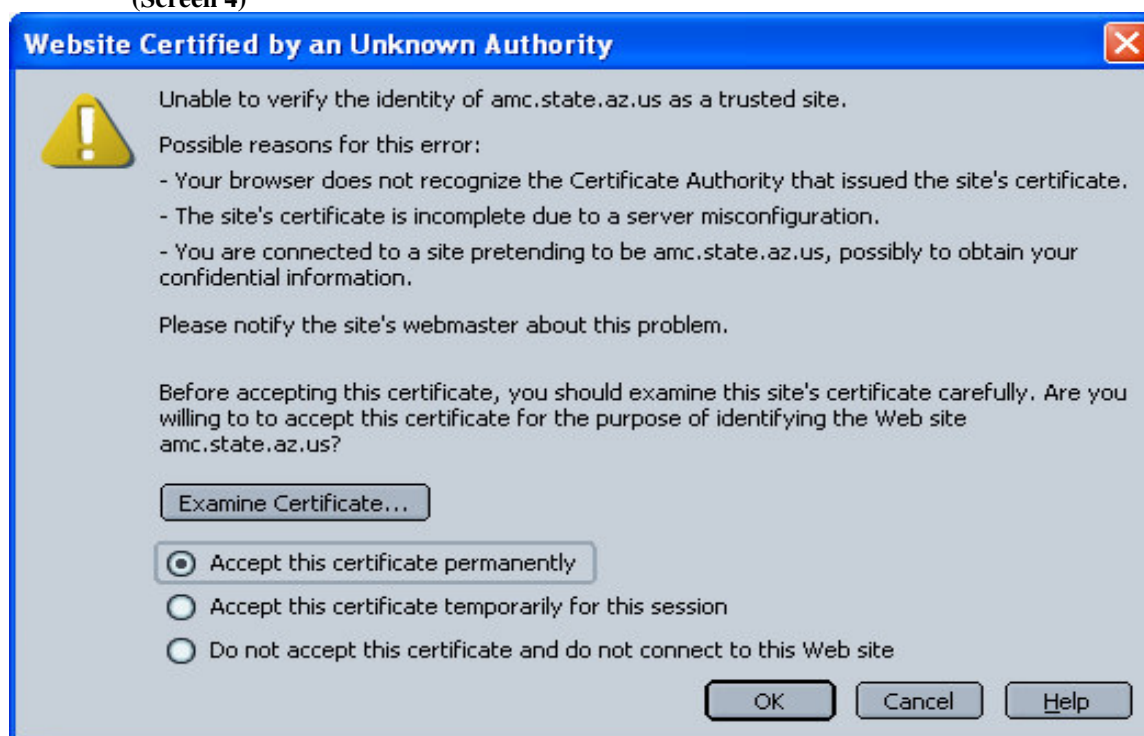 (Screen 4)
Website Certified by an Unknown Authority
Unable to verify the identity of amc.state.az.us as a trusted site.
Possible reasons for this error:
- Your browser does not recognize the Certificate Authority that issued the site's certificate.
- The site's certificate is incomplete due to a server misconfiguration.
- You are connected to a site pretending to be amc.state.az.us, possibly to obtain your
confidential information.
Please notify the site's webmaster about this problem.
Before accepting this certificate, you should examine this site's certificate carefully. Are you
willing to to accept this certificate for the purpose of identifying the Web site
amc.state.az.us?
Examine Certificate...
Accept this certificate permanently
Accept this certificate temporarily for this session
Do not accept this certificate and do not connect to this Web site
OK Cancel Help